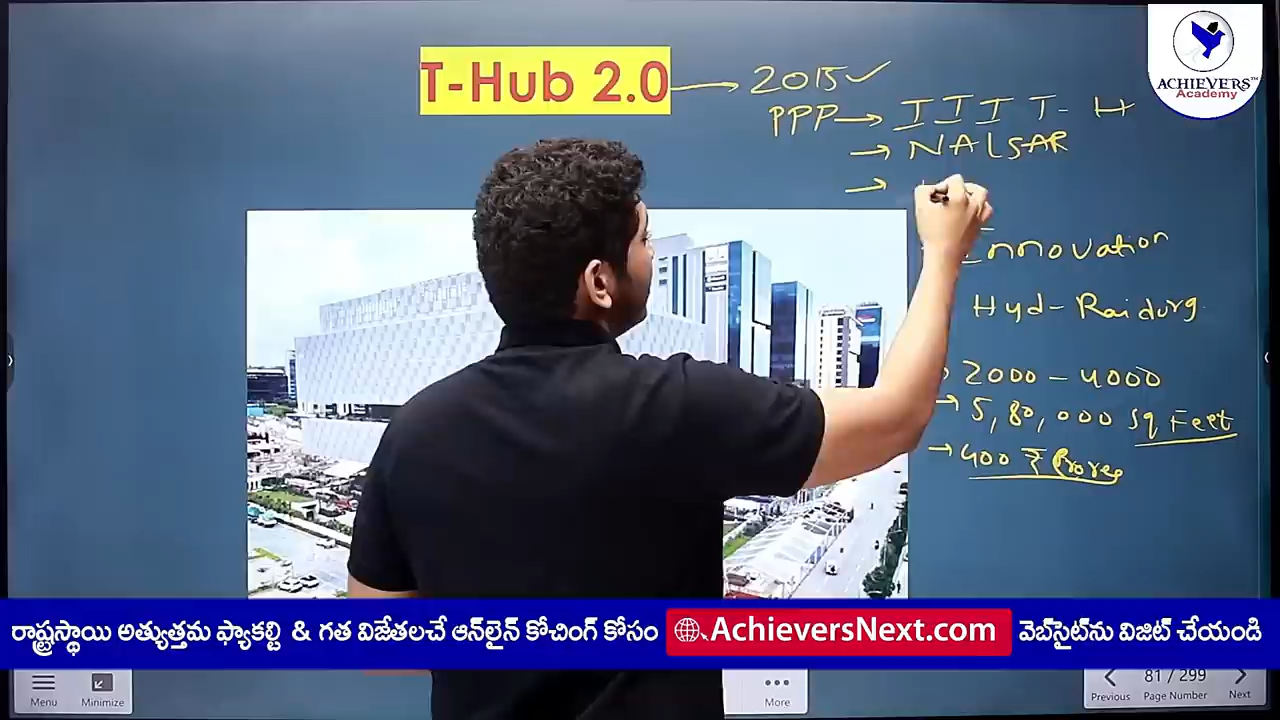 T-Hub 2.0 → 2015 ✓
PPP → IIIT-H
→ NALSAR
→
Innovation
Hyd-Raidurg
2000 - 4000
→ 5,80,000 Sq Feet
→ 400 ₹ Crores
ACHIEVERS™
Academy
రాష్ట్రస్థాయి అత్యుత్తమ ఫ్యాకల్టి & గత విజేతలచే ఆన్‌లైన్ కోచింగ్ కోసం AchieversNext.com వెబ్‌సైట్‌ను విజిట్ చేయండి
Menu Minimize More Previous 81 / 299 Page Number Next